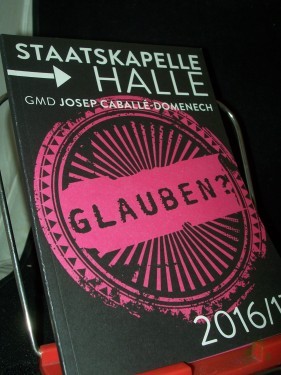 STAATSKAPELLE
HALLE
GMD JOSEP CABALLÉ-DOMENECH
GLAUBEN?
2016/17